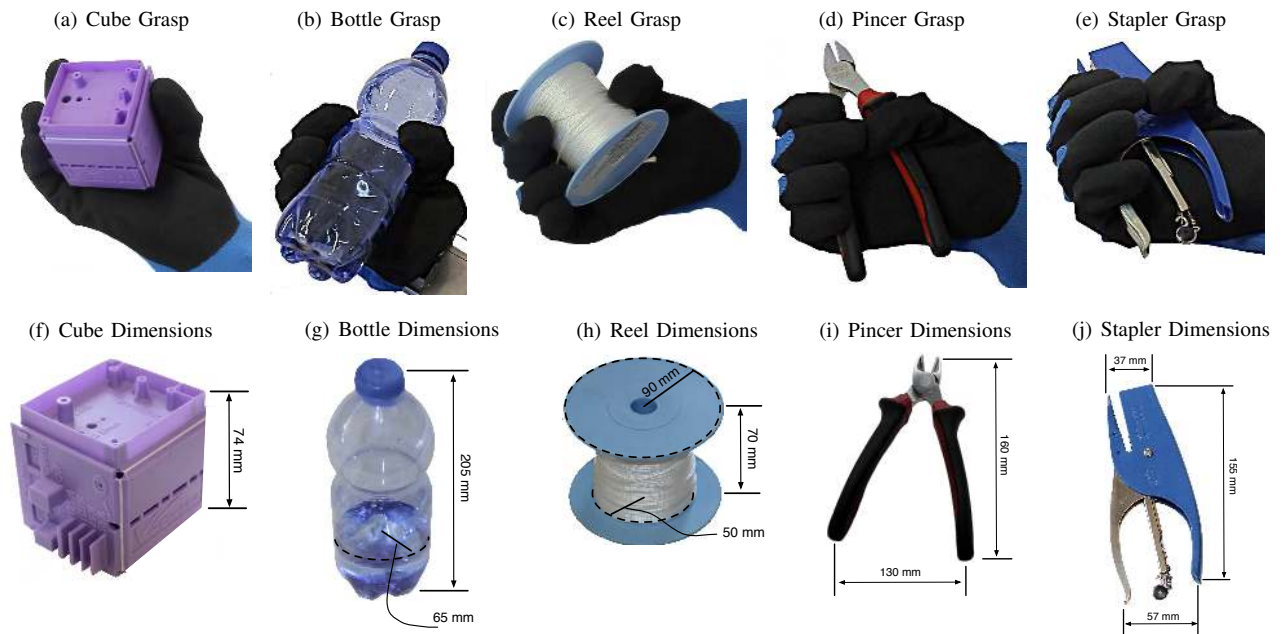 (a) Cube Grasp
(b) Bottle Grasp
(c) Reel Grasp
(d) Pincer Grasp
(e) Stapler Grasp
(f) Cube Dimensions
(g) Bottle Dimensions
(h) Reel Dimensions
(i) Pincer Dimensions
(j) Stapler Dimensions
74 mm
205 mm
65 mm
90 mm
70 mm
50 mm
160 mm
130 mm
37 mm
155 mm
57 mm